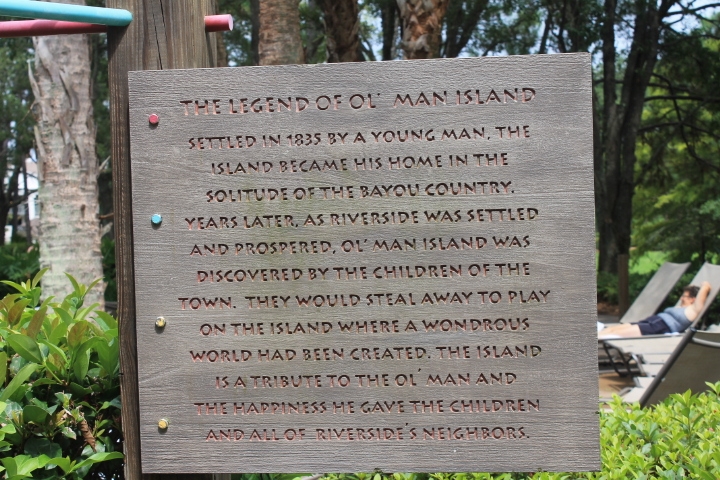 THE LEGEND OF OL' MAN ISLAND
SETTLED IN 1835 BY A YOUNG MAN, THE
ISLAND BECAME HIS HOME IN THE
SOLITUDE OF THE BAYOU COUNTRY.
YEARS LATER, AS RIVERSIDE WAS SETTLED
AND PROSPERED, OL' MAN ISLAND WAS
DISCOVERED BY THE CHILDREN OF THE
TOWN. THEY WOULD STEAL AWAY TO PLAY
ON THE ISLAND WHERE A WONDROUS
WORLD HAD BEEN CREATED. THE ISLAND
IS A TRIBUTE TO THE OL' MAN AND
THE HAPPINESS HE GAVE THE CHILDREN
AND ALL OF RIVERSIDE'S NEIGHBORS.